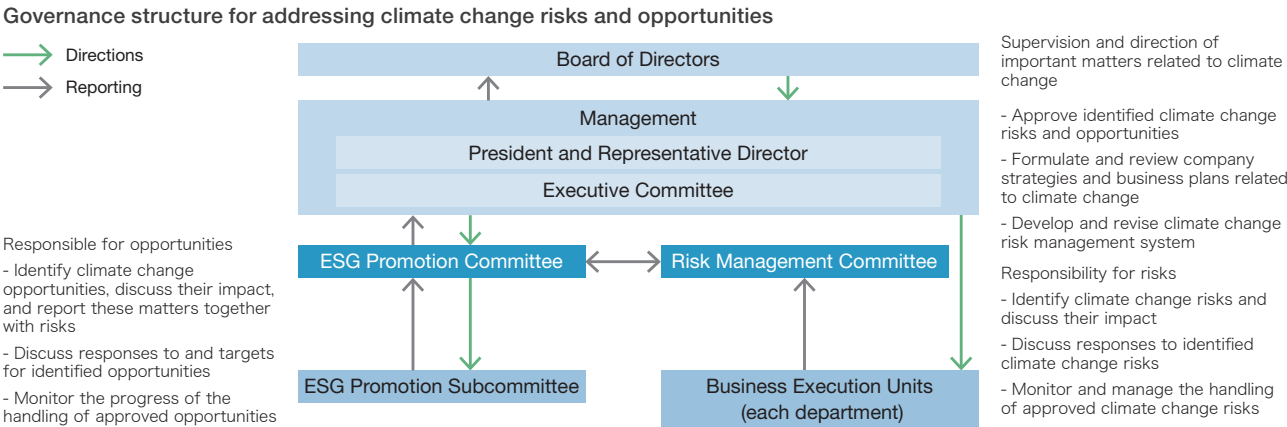 Governance structure for addressing climate change risks and opportunities
Directions
Reporting
Board of Directors
Supervision and direction of
important matters related to climate
change
Management
President and Representative Director
Executive Committee
- Approve identified climate change
risks and opportunities
- Formulate and review company
strategies and business plans related
to climate change
- Develop and revise climate change
risk management system
Responsible for opportunities
- Identify climate change
opportunities, discuss their impact,
and report these matters together
with risks
- Discuss responses to and targets
for identified opportunities
- Monitor the progress of the
handling of approved opportunities
ESG Promotion Committee
Risk Management Committee
ESG Promotion Subcommittee
Business Execution Units
(each department)
Responsibility for risks
- Identify climate change risks and
discuss their impact
- Discuss responses to identified
climate change risks
- Monitor and manage the handling
of approved climate change risks